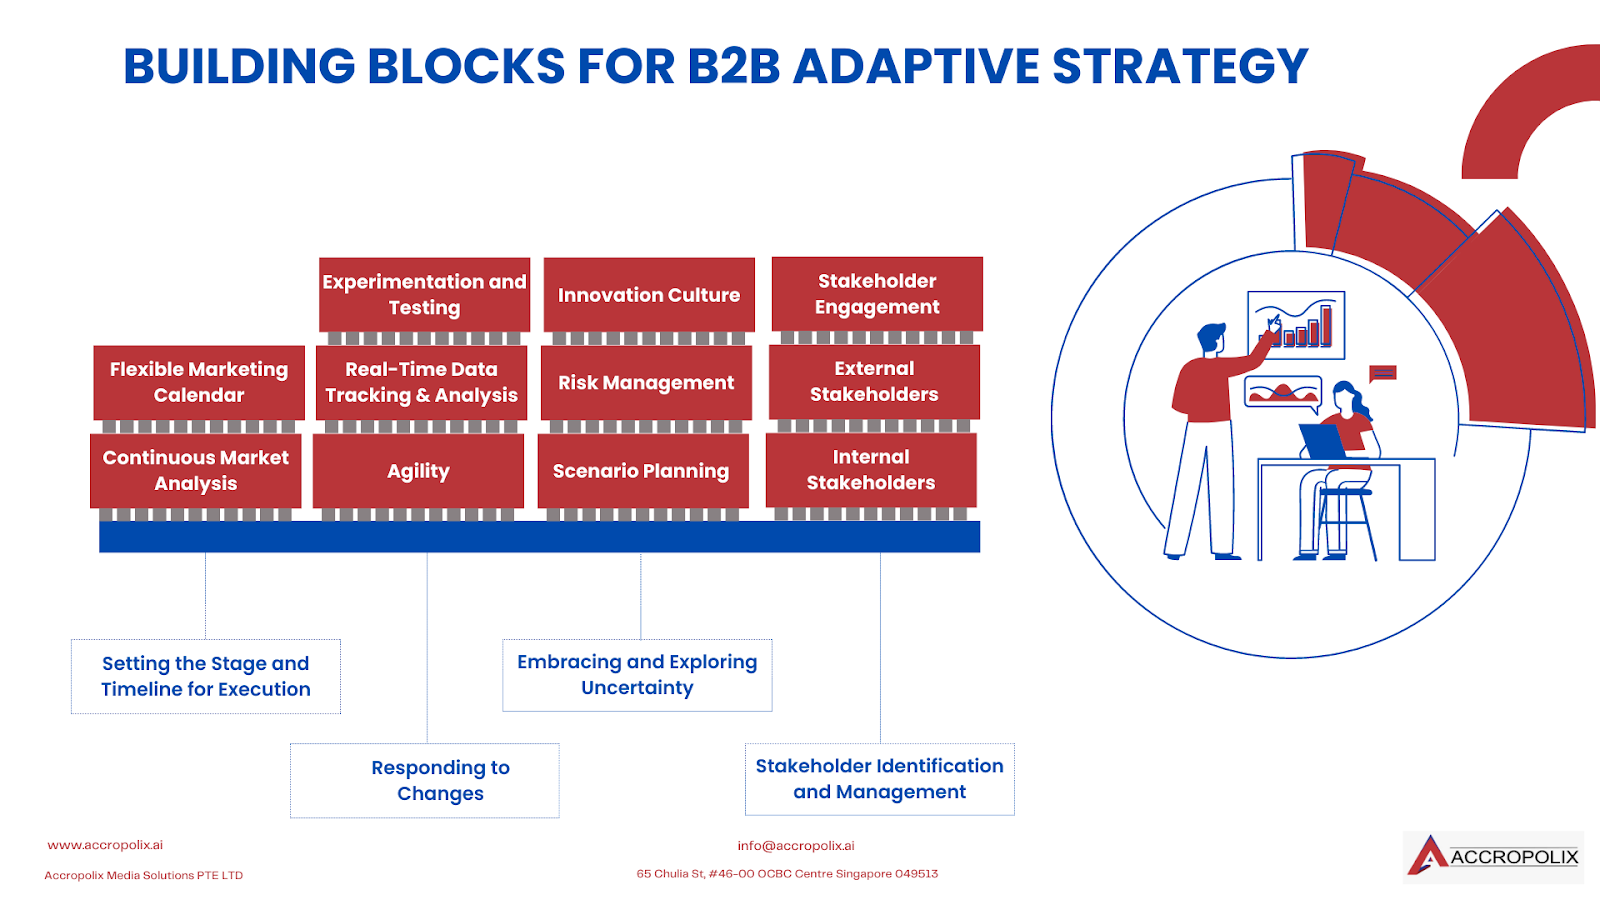 BUILDING BLOCKS FOR B2B ADAPTIVE STRATEGY
Experimentation and
Testing
Innovation Culture
Stakeholder
Engagement
Flexible Marketing
Calendar
Real-Time Data
Tracking & Analysis
Risk Management
External
Stakeholders
Continuous Market
Analysis
Agility
Scenario Planning
Internal
Stakeholders
Setting the Stage and
Timeline for Execution
Embracing and Exploring
Uncertainty
Responding to
Changes
Stakeholder Identification
and Management
www.accropolix.ai
Accropolix Media Solutions PTE LTD
info@accropolix.ai
65 Chulia St, #46-00 OCBC Centre Singapore 049513
ACCROPOLIX